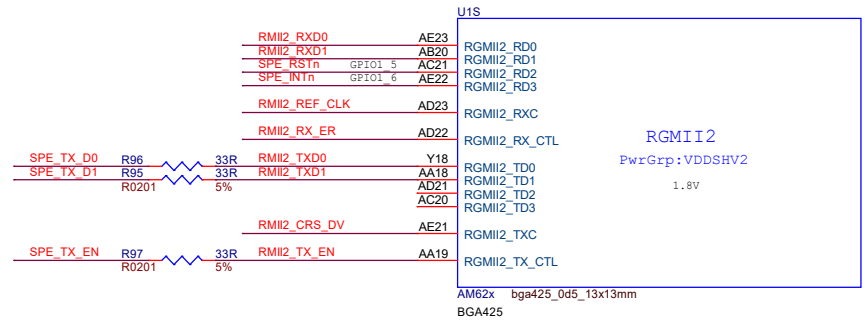 U1S
RMII2_RXD0 AE23 RGMII2_RD0
RMII2_RXD1 AB20 RGMII2_RD1
SPE_RSTn GPIO1_5 AC21 RGMII2_RD2
SPE_INTn GPIO1_6 AE22 RGMII2_RD3
RMII2_REF_CLK AD23 RGMII2_RXC
RMII2_RX_ER AD22 RGMII2_RX_CTL
RGMII2
PwrGrp:VDDSHV2
1.8V
SPE_TX_D0 R96 33R RMII2_TXD0 Y18 RGMII2_TD0
SPE_TX_D1 R95 33R RMII2_TXD1 AA18 RGMII2_TD1
R0201 5% AD21 RGMII2_TD2
AC20 RGMII2_TD3
RMII2_CRS_DV AE21 RGMII2_TXC
SPE_TX_EN R97 33R RMII2_TX_EN AA19 RGMII2_TX_CTL
R0201 5%
AM62x bga425_0d5_13x13mm
BGA425